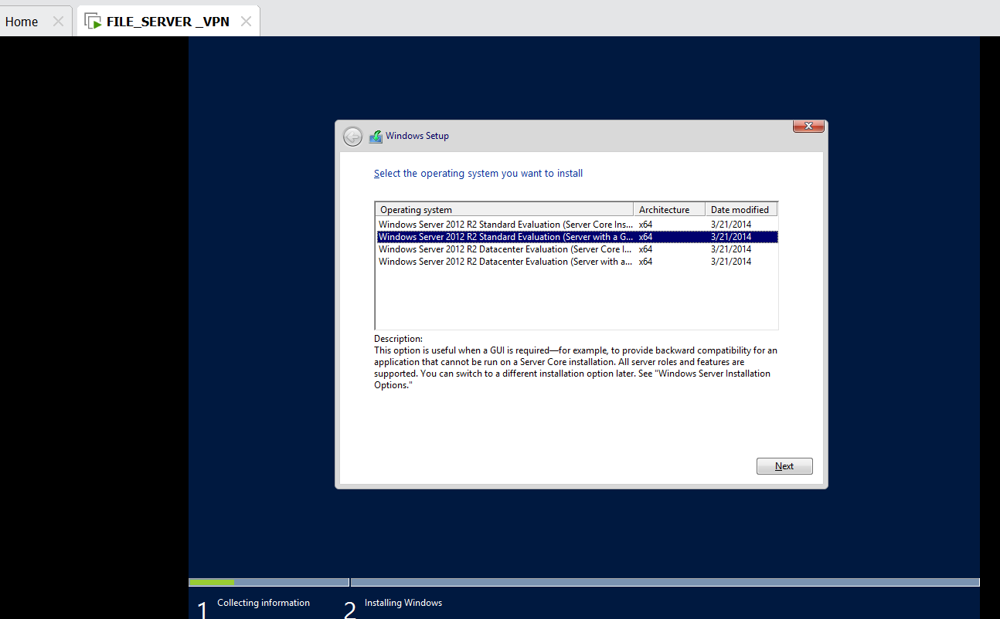 Home
FILE_SERVER _VPN
Windows Setup
Select the operating system you want to install
Operating system Architecture Date modified
Windows Server 2012 R2 Standard Evaluation (Server Core Ins... x64 3/21/2014
Windows Server 2012 R2 Standard Evaluation (Server with a G... x64 3/21/2014
Windows Server 2012 R2 Datacenter Evaluation (Server Core I... x64 3/21/2014
Windows Server 2012 R2 Datacenter Evaluation (Server with a... x64 3/21/2014
Description:
This option is useful when a GUI is required—for example, to provide backward compatibility for an
application that cannot be run on a Server Core installation. All server roles and features are
supported. You can switch to a different installation option later. See "Windows Server Installation
Options."
Next
1 Collecting information
2 Installing Windows